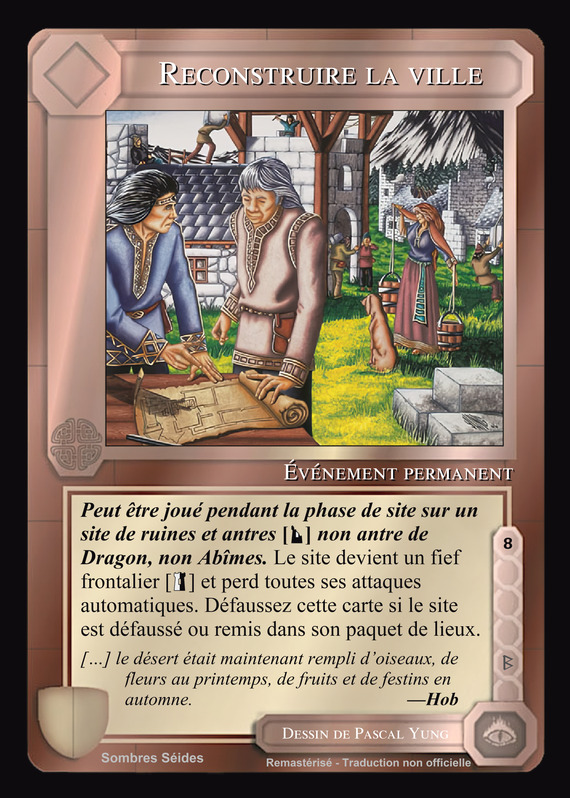 Reconstruire la ville
Événement permanent
Peut être joué pendant la phase de site sur un
site de ruines et antres [ ] non antre de
Dragon, non Abîmes. Le site devient un fief
frontalier [ ] et perd toutes ses attaques
automatiques. Défaussez cette carte si le site
est défaussé ou remis dans son paquet de lieux.
[…] le désert était maintenant rempli d’oiseaux, de
fleurs au printemps, de fruits et de festins en
automne. —Hob
8
ᛒ
Dessin de Pascal Yung
Sombres Séides
Remastérisé - Traduction non officielle